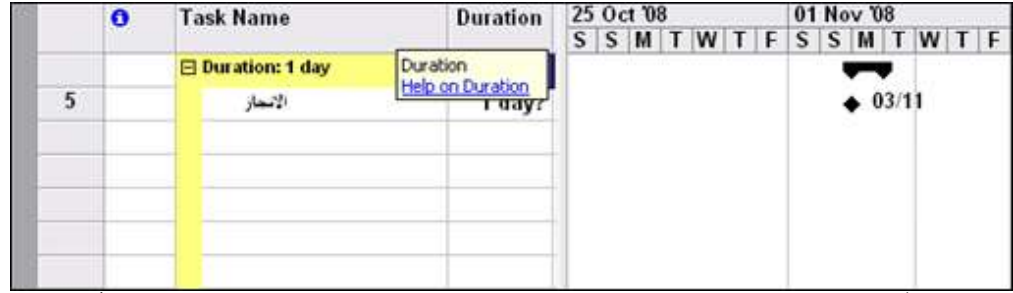 Task Name Duration 25 Oct '08 01 Nov '08
S S M T W T F S S M T W T F
Duration: 1 day
Duration
Help on Duration
5 الانجاز 1 day? 03/11